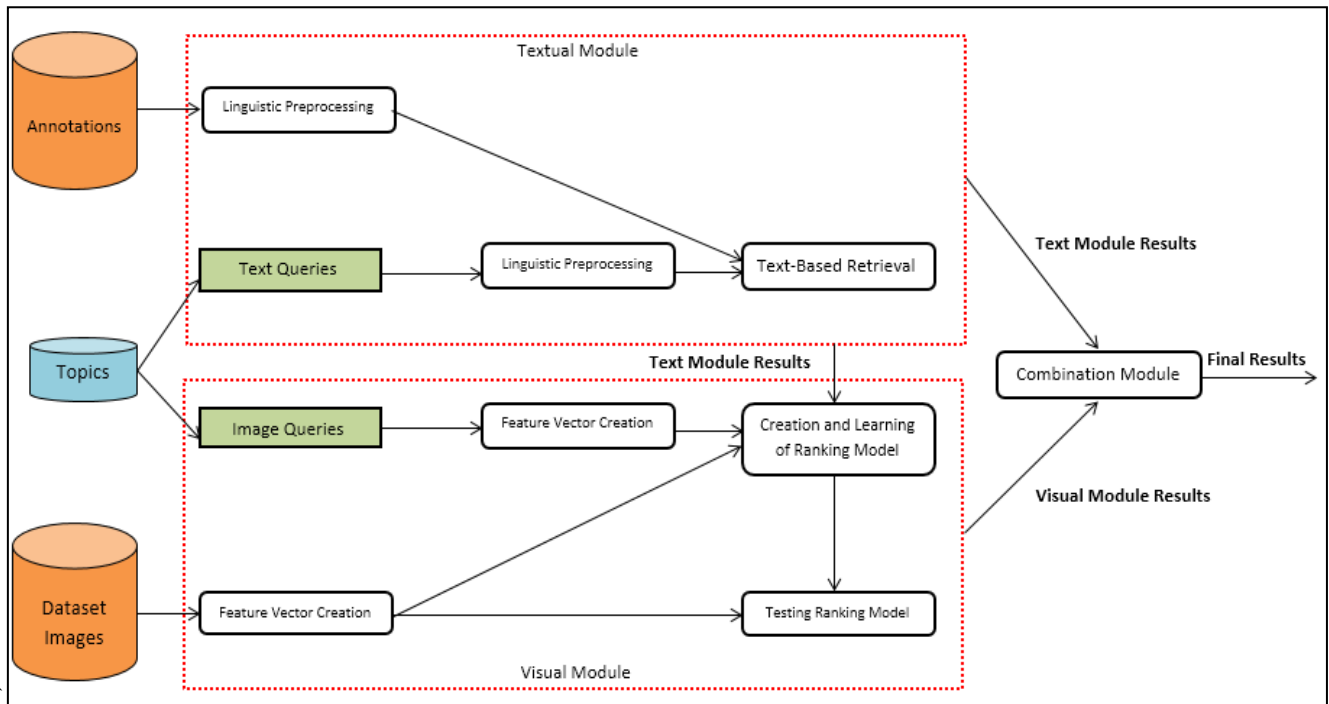 Textual Module
Annotations
Linguistic Preprocessing
Text Queries
Linguistic Preprocessing
Text-Based Retrieval
Text Module Results
Topics
Text Module Results
Combination Module
Final Results
Image Queries
Feature Vector Creation
Creation and Learning
of Ranking Model
Visual Module Results
Dataset
Images
Feature Vector Creation
Testing Ranking Model
Visual Module